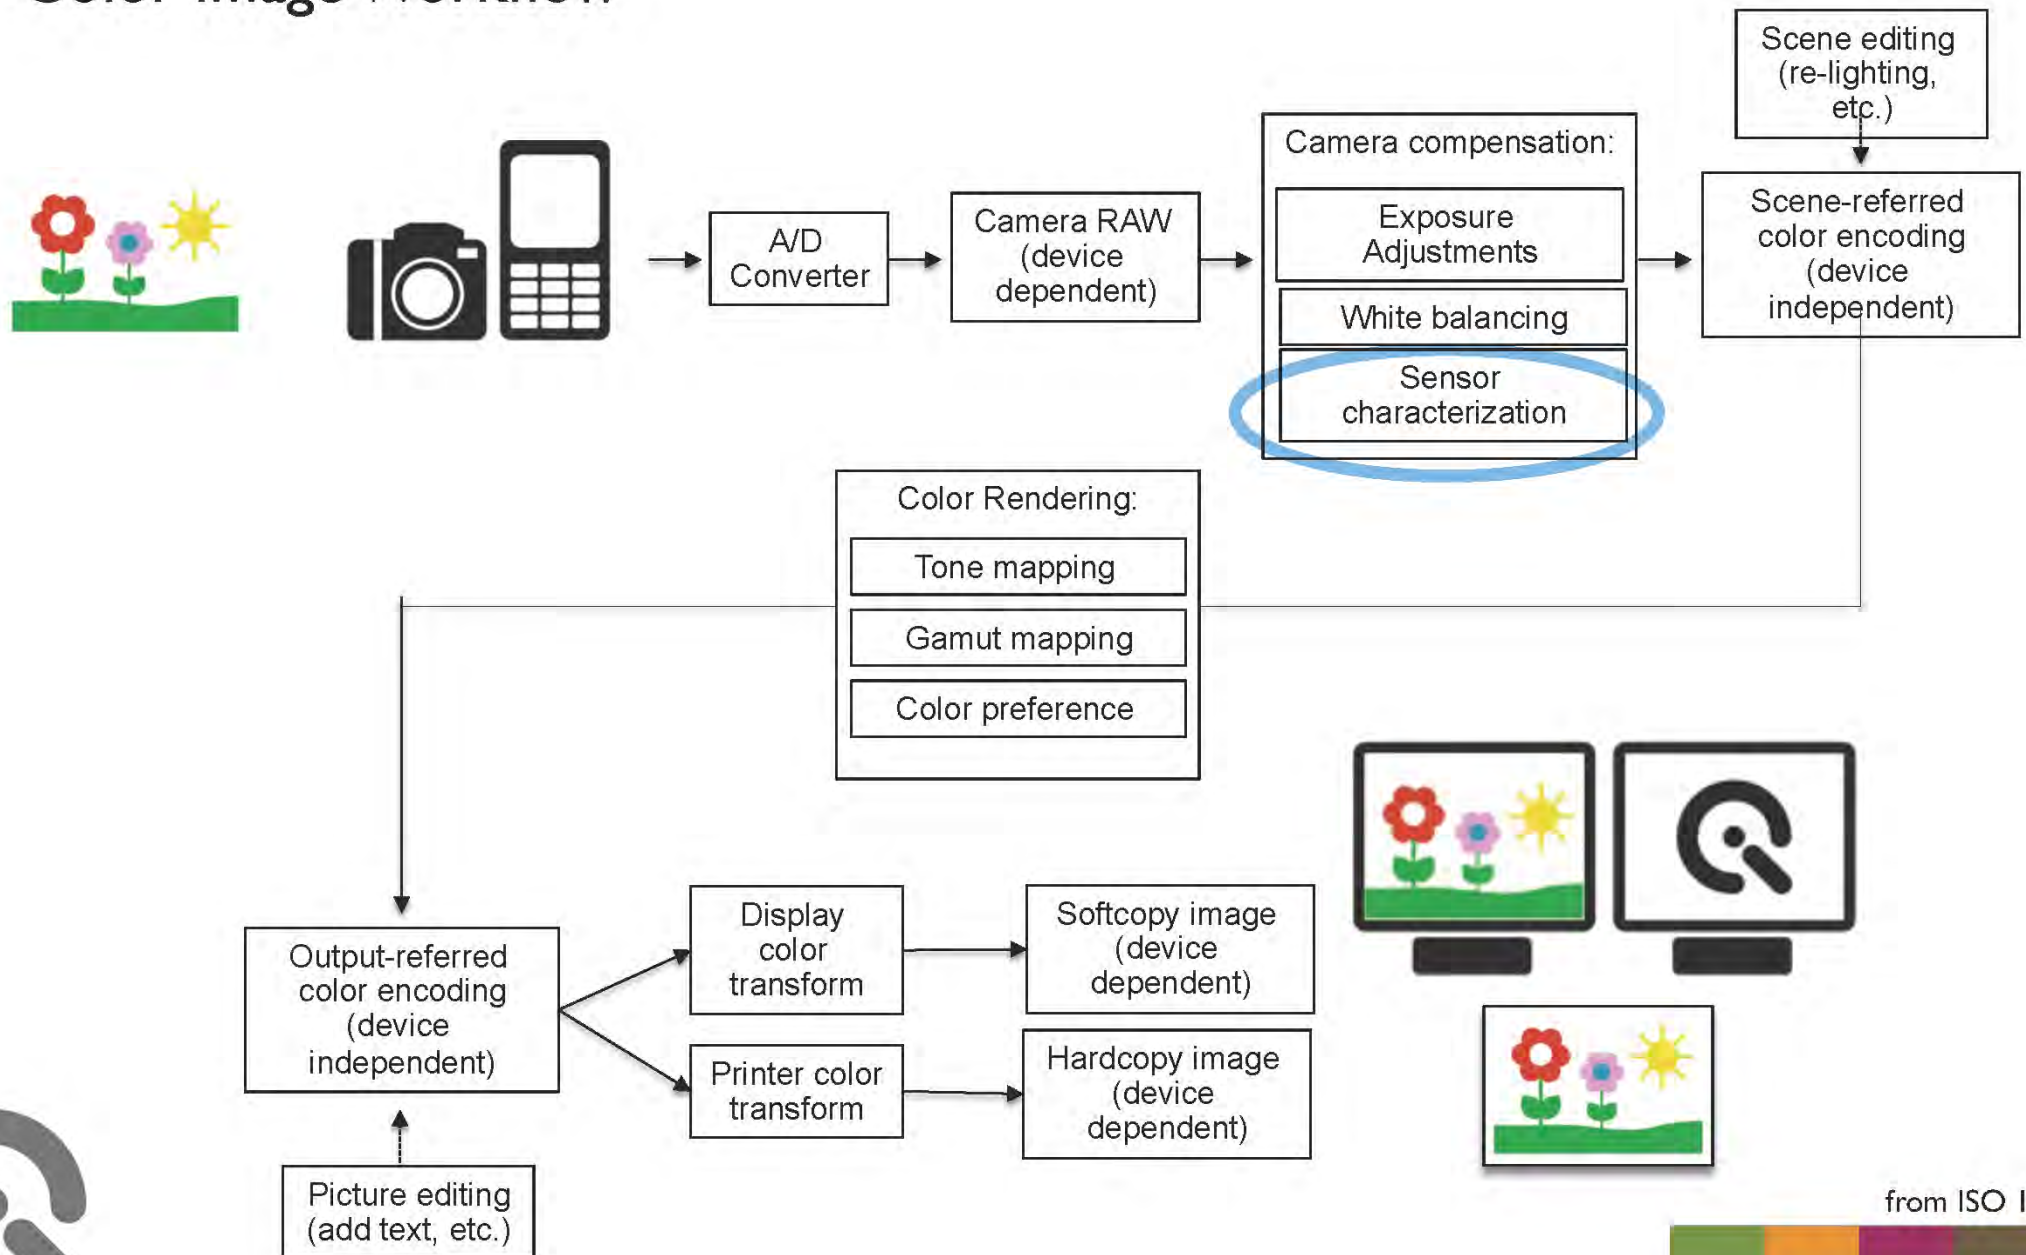 Color Image Workflow
Scene editing
(re-lighting,
etc.)
Camera compensation:
Exposure
Adjustments
White balancing
Sensor
characterization
A/D
Converter
Camera RAW
(device
dependent)
Scene-referred
color encoding
(device
independent)
Color Rendering:
Tone mapping
Gamut mapping
Color preference
Output-referred
color encoding
(device
independent)
Display
color
transform
Softcopy image
(device
dependent)
Printer color
transform
Hardcopy image
(device
dependent)
Picture editing
(add text, etc.)
from ISO